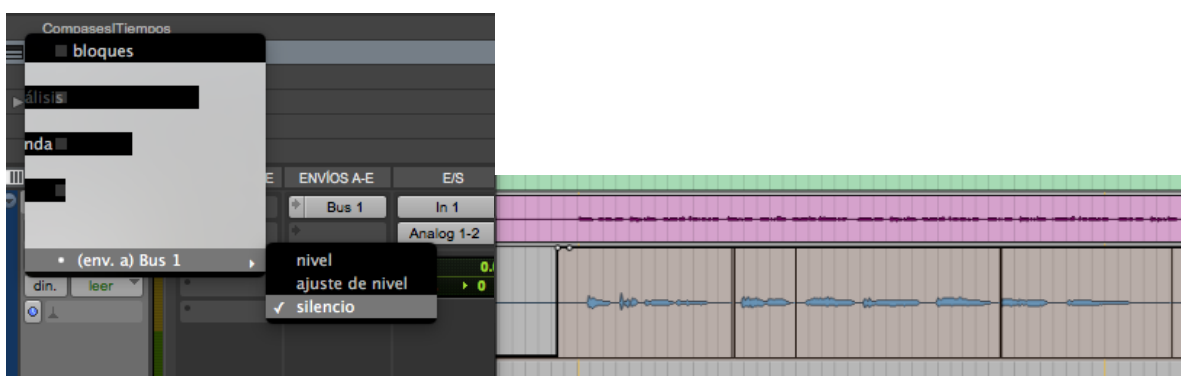 Compases|Tiempos
bloques
álisis
nda
E ENVÍOS A-E E/S
Bus 1 In 1
Analog 1-2
• (env. a) Bus 1
nivel
ajuste de nivel
✓ silencio
din. leer
0